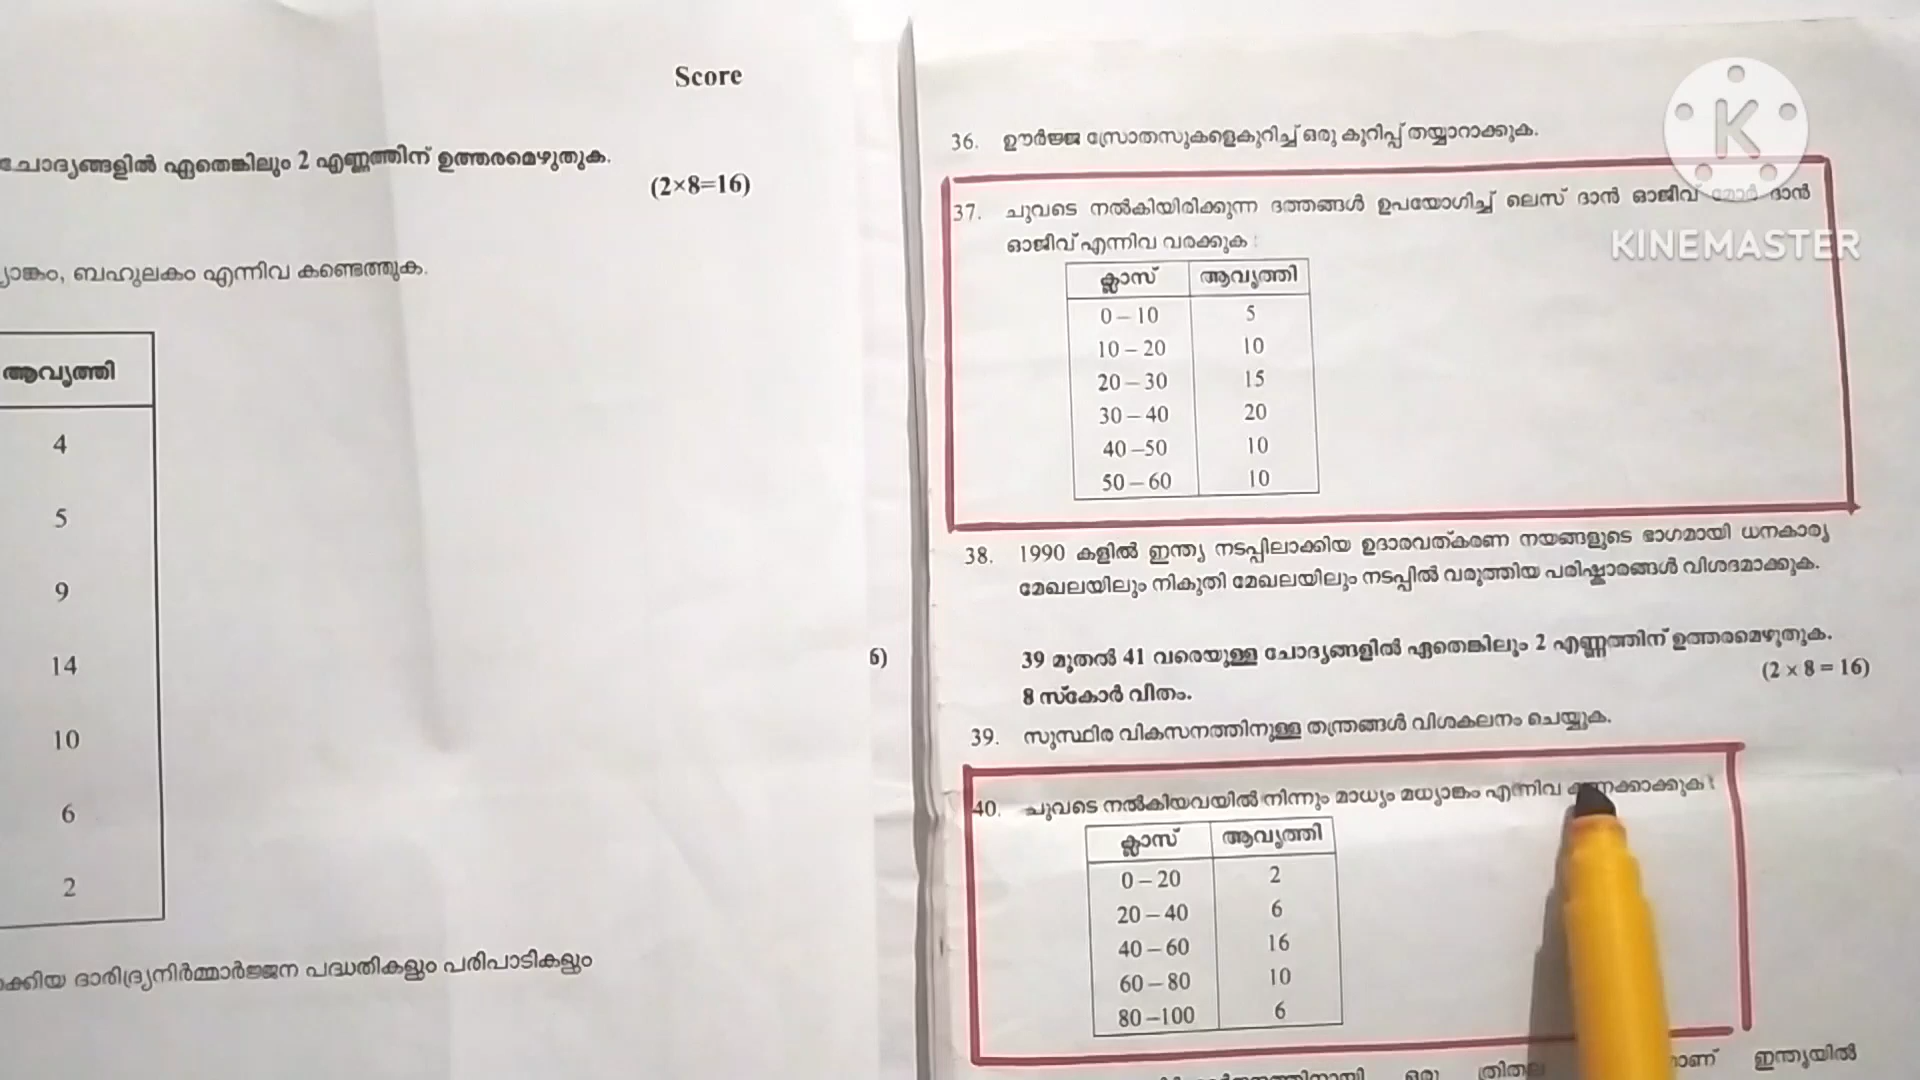 Score
ചോദ്യങ്ങളിൽ ഏതെങ്കിലും 2 എണ്ണത്തിന് ഉത്തരമെഴുതുക.
(2×8=16)
ബഹുലകം എന്നിവ കണ്ടെത്തുക.
ആവൃത്തി
4
5
9
14
10
6
2
ദാരിദ്ര്യനിർമ്മാർജ്ജന പദ്ധതികളും പരിപാടികളും
6)
36. ഊർജ്ജ സ്രോതസുകളെകുറിച്ച് ഒരു കുറിപ്പ് തയ്യാറാക്കുക.
37. ചുവടെ നൽകിയിരിക്കുന്ന ദത്തങ്ങൾ ഉപയോഗിച്ച് ലെസ് ദാൻ ഓജീവ് മോർ ദാൻ
ഓജീവ് എന്നിവ വരക്കുക :
ക്ലാസ് ആവൃത്തി
0 – 10 5
10 – 20 10
20 – 30 15
30 – 40 20
40 –50 10
50 – 60 10
38. 1990 കളിൽ ഇന്ത്യ നടപ്പിലാക്കിയ ഉദാരവത്കരണ നയങ്ങളുടെ ഭാഗമായി ധനകാര്യ
മേഖലയിലും നികുതി മേഖലയിലും നടപ്പിൽ വരുത്തിയ പരിഷ്കാരങ്ങൾ വിശദമാക്കുക.
39 മുതൽ 41 വരെയുള്ള ചോദ്യങ്ങളിൽ ഏതെങ്കിലും 2 എണ്ണത്തിന് ഉത്തരമെഴുതുക.
8 സ്കോർ വീതം. (2 x 8 = 16)
39. സുസ്ഥിര വികസനത്തിനുള്ള തന്ത്രങ്ങൾ വിശകലനം ചെയ്യുക.
40. ചുവടെ നൽകിയവയിൽ നിന്നും മാധ്യം മധ്യാങ്കം എന്നിവ കണക്കാക്കുക :
ക്ലാസ് ആവൃത്തി
0 – 20 2
20 – 40 6
40 – 60 16
60 – 80 10
80 –100 6
ഒരു ത്രിതല ഇന്ത്യയിൽ
K
KINEMASTER